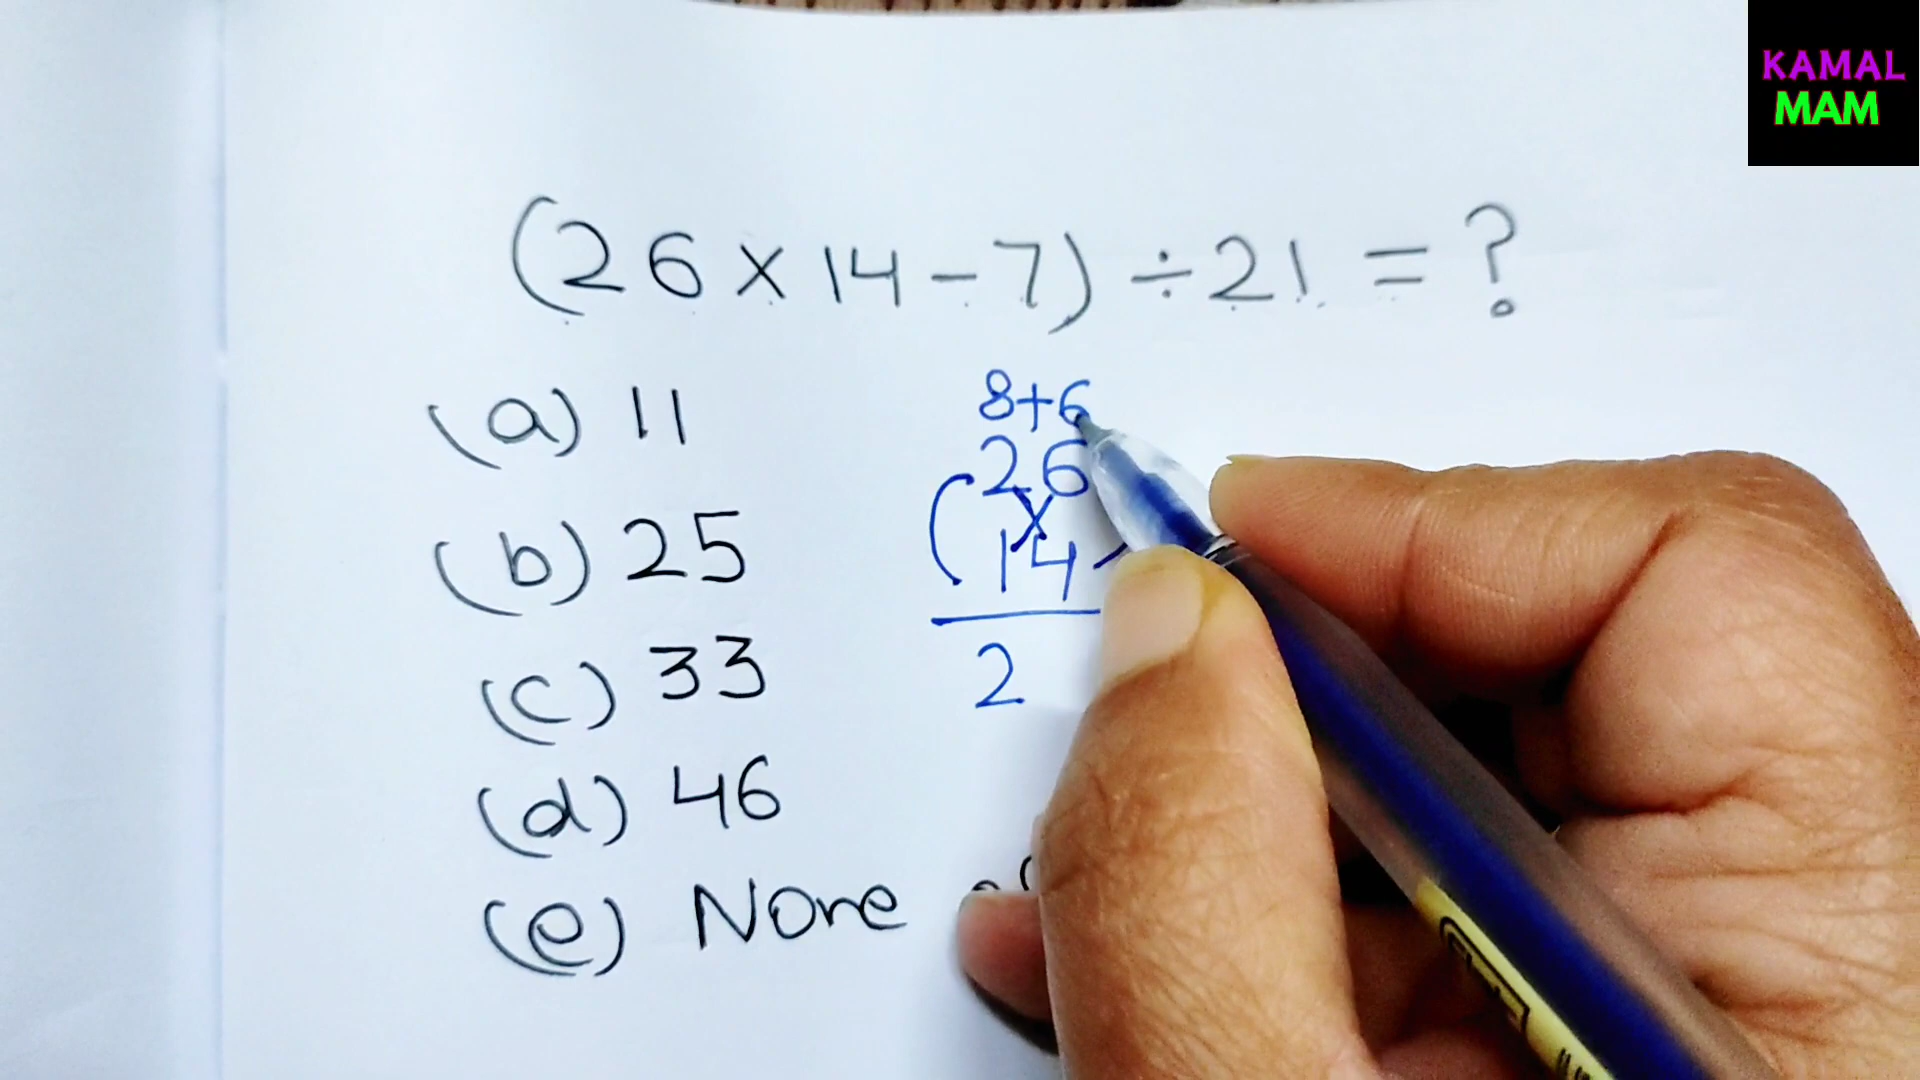 KAMAL
MAM
(26×14-7)÷21=?
(a) 11
(b) 25
(c) 33
(d) 46
(e) None
8+6
26
×
14
2